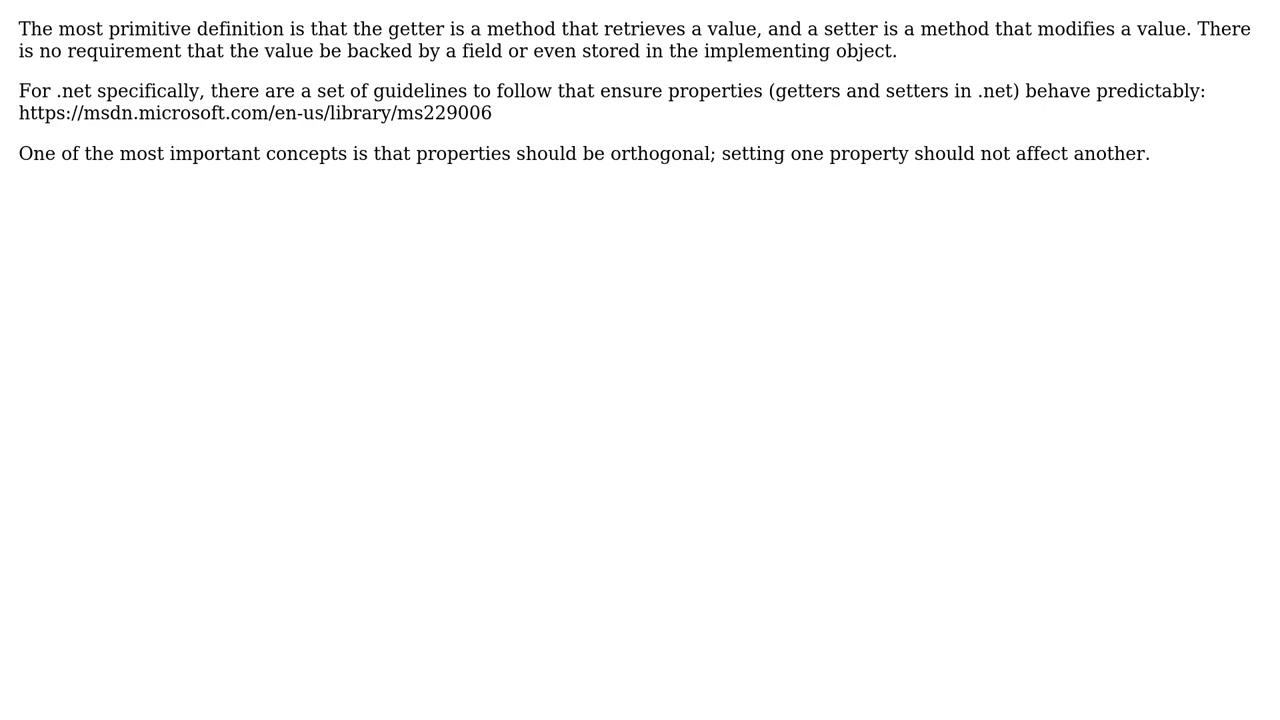 The most primitive definition is that the getter is a method that retrieves a value, and a setter is a method that modifies a value. There
is no requirement that the value be backed by a field or even stored in the implementing object.
For .net specifically, there are a set of guidelines to follow that ensure properties (getters and setters in .net) behave predictably:
https://msdn.microsoft.com/en-us/library/ms229006
One of the most important concepts is that properties should be orthogonal; setting one property should not affect another.